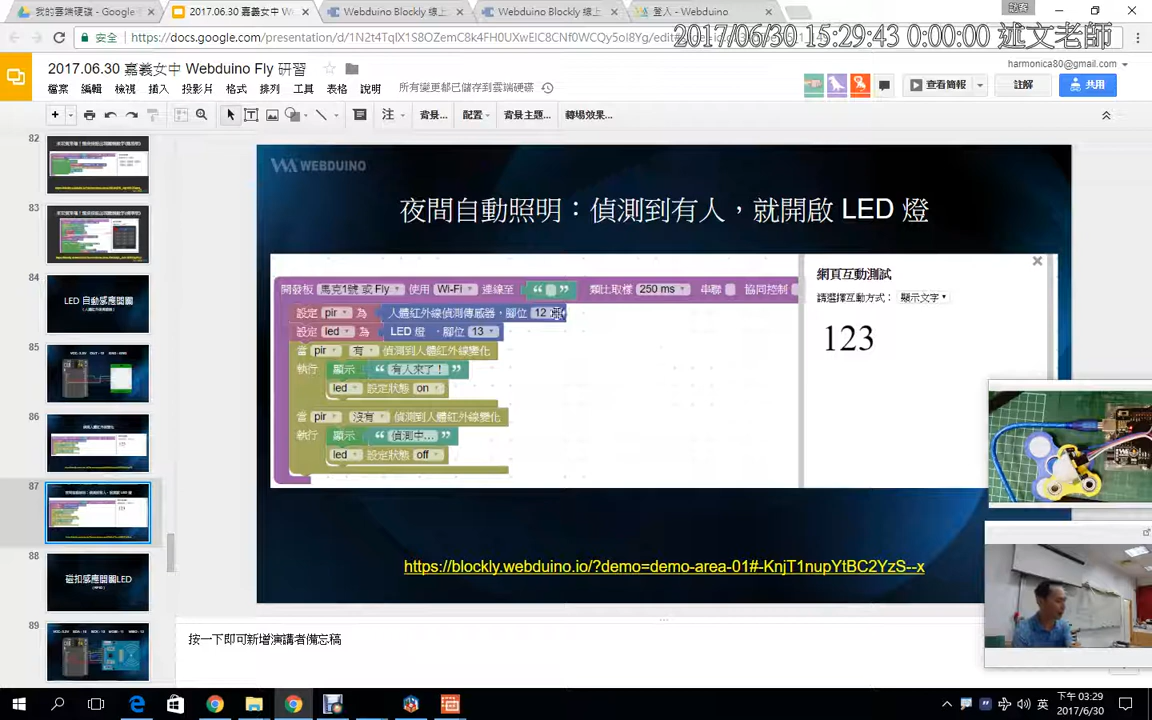 我的雲端硬碟 - Google
2017.06.30 嘉義女中 W
Webduino Blockly 線上
Webduino Blockly 線上
登入 - Webduino
訪客
安全
https://docs.google.com/presentation/d/1N2t4TqIX1S8OZemC8k4FH0UXwEIC8CNf0WCQy5oI8Yg/edit
2017/06/30 15:29:43 0:00:00 述文老師
2017.06.30 嘉義女中 Webduino Fly 研習
harmonica80@gmail.com
檔案 編輯 檢視 插入 投影片 格式 排列 工具 表格 說明 所有變更都已儲存到雲端硬碟
查看簡報 註解 共用
注 背景... 配置 背景主題... 轉場效果...
82
83
84
LED 自動感應開關
85
86
87
88
磁扣感應開關LED
89
WEBDUINO
夜間自動照明：偵測到有人，就開啟 LED 燈
開發板 馬克1號 或 Fly 使用 Wi-Fi 連線至 “ ” 類比取樣 250 ms 串聯 協同控制
設定 pir 為 人體紅外線偵測傳感器，腳位 12
設定 led 為 LED 燈 ，腳位 13
當 pir 有 偵測到人體紅外線變化
執行 顯示 “ 有人來了！ ”
led 設定狀態 on
當 pir 沒有 偵測到人體紅外線變化
執行 顯示 “ 偵測中... ”
led 設定狀態 off
網頁互動測試
請選擇互動方式： 顯示文字
123
https://blockly.webduino.io/?demo=demo-area-01#-KnjT1nupYtBC2YzS--x
按一下即可新增演講者備忘稿
英
下午 03:29
2017/6/30